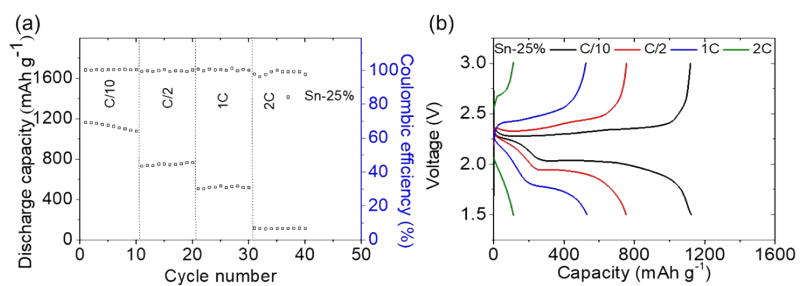 (a)
Discharge capacity (mAh g⁻¹)
1600
1200
800
400
0
C/10
C/2
1C
2C
Sn-25%
100
80
60
40
20
0
Coulombic efficiency (%)
0 10 20 30 40 50
Cycle number
(b)
Sn-25% C/10 C/2 1C 2C
Voltage (V)
3.0
2.5
2.0
1.5
0 400 800 1200 1600
Capacity (mAh g⁻¹)